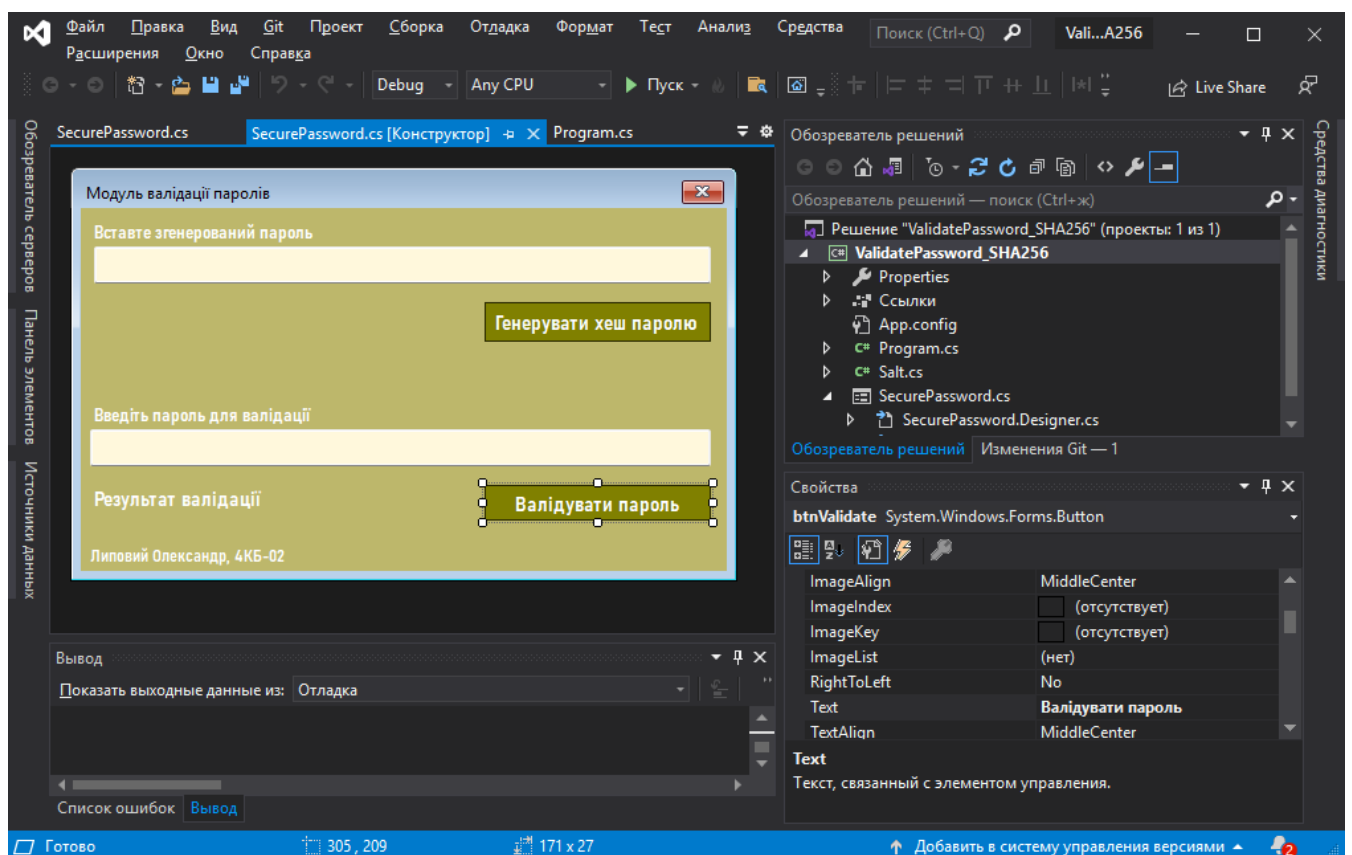 Файл Правка Вид Git Проект Сборка Отладка Формат Тест Анализ Средства
Поиск (Ctrl+Q)
Vali...A256
Расширения Окно Справка
Debug Any CPU Пуск Live Share
Обозреватель серверов
Панель элементов
Источники данных
SecurePassword.cs SecurePassword.cs [Конструктор] Program.cs
Модуль валідації паролів
Вставте згенерований пароль
Генерувати хеш паролю
Введіть пароль для валідації
Результат валідації
Валідувати пароль
Липовий Олександр, 4КБ-02
Вывод
Показать выходные данные из: Отладка
Список ошибок Вывод
Обозреватель решений
Обозреватель решений — поиск (Ctrl+ж)
Решение "ValidatePassword_SHA256" (проекты: 1 из 1)
ValidatePassword_SHA256
Properties
Ссылки
App.config
Program.cs
Salt.cs
SecurePassword.cs
SecurePassword.Designer.cs
Обозреватель решений Изменения Git — 1
Свойства
btnValidate System.Windows.Forms.Button
ImageAlign MiddleCenter
ImageIndex (отсутствует)
ImageKey (отсутствует)
ImageList (нет)
RightToLeft No
Text Валідувати пароль
TextAlign MiddleCenter
Text
Текст, связанный с элементом управления.
Средства диагностики
Готово 305 , 209 171 x 27 Добавить в систему управления версиями 2